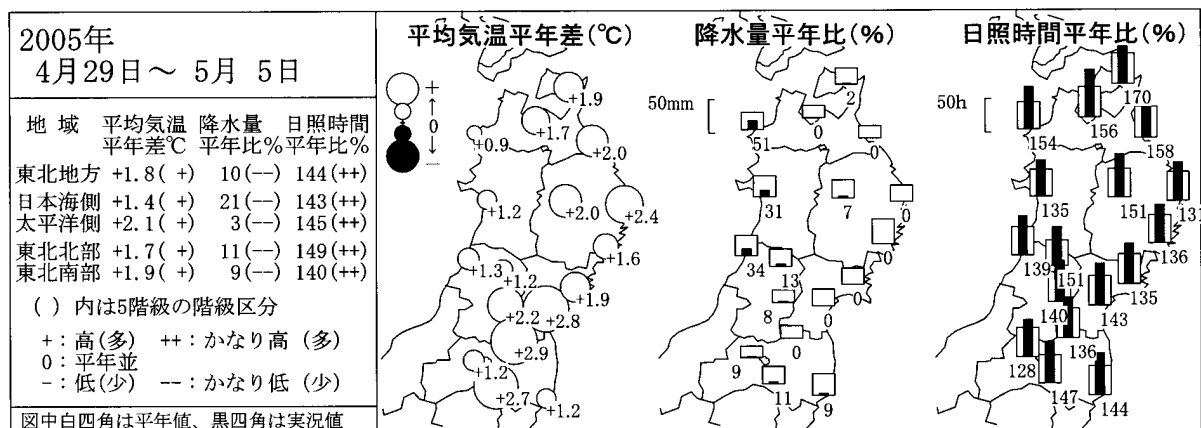 2005年
4月29日～ 5月 5日
地 域 平均気温 降水量 日照時間
平年差℃ 平年比% 平年比%
東北地方 +1.8( +) 10(--) 144(++)
日本海側 +1.4( +) 21(--) 143(++)
太平洋側 +2.1( +) 3(--) 145(++)
東北北部 +1.7( +) 11(--) 149(++)
東北南部 +1.9( +) 9(--) 140(++)
( ) 内は5階級の階級区分
+：高(多) ++：かなり高 (多)
0：平年並
-：低(少) --：かなり低 (少)
図中白四角は平年値、黒四角は実況値
平均気温平年差(℃)
+
↑
0
↓
-
+1.9
+1.7
+0.9
+2.0
+1.2
+2.0
+2.4
+1.6
+1.3
+1.2
+1.9
+2.2
+2.8
+2.9
+1.2
+2.7
+1.2
降水量平年比(%)
50mm
2
0
51
0
31
7
0
0
34
13
0
8
0
0
9
11
9
日照時間平年比(%)
50h
170
156
154
158
135
151
131
136
139
151
135
140
143
136
128
147
144